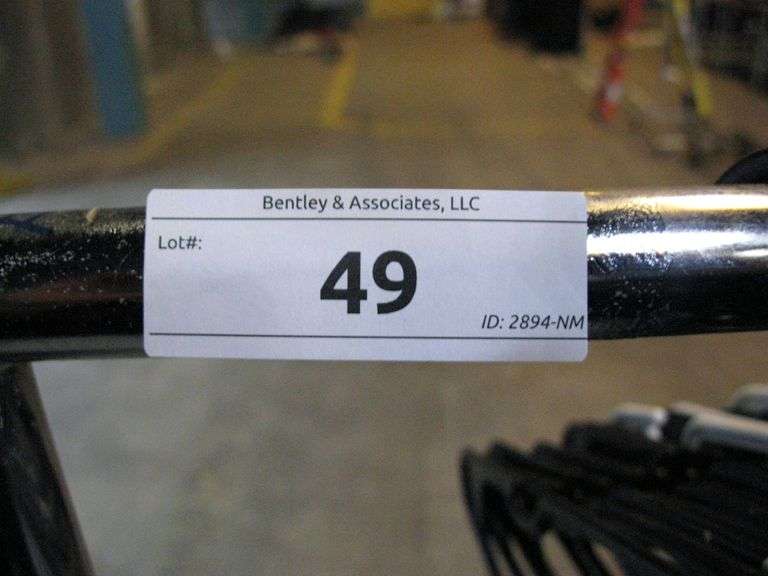 Bentley & Associates, LLC
Lot#:
49
ID: 2894-NM